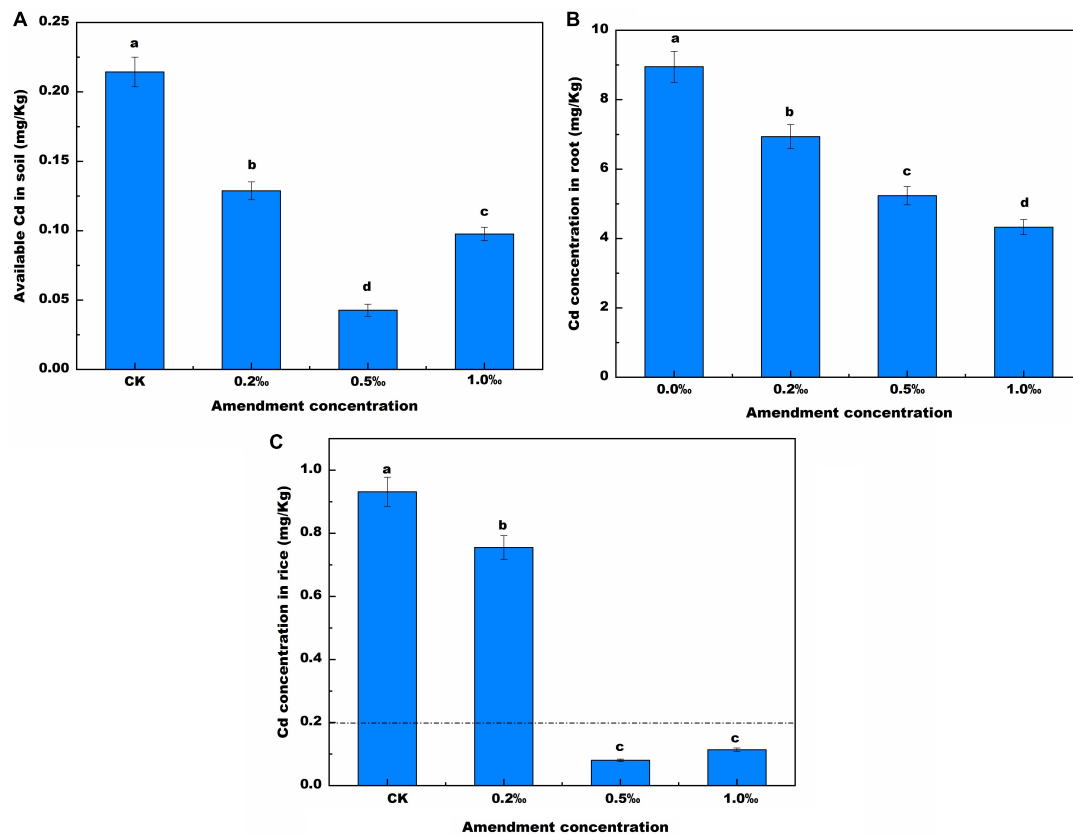 A
Available Cd in soil (mg/Kg)
0.25
0.20
0.15
0.10
0.05
0.00
a
b
d
c
CK 0.2‰ 0.5‰ 1.0‰
Amendment concentration
B
Cd concentration in root (mg/Kg)
10
8
6
4
2
0
a
b
c
d
0.0‰ 0.2‰ 0.5‰ 1.0‰
Amendment concentration
C
Cd concentration in rice (mg/Kg)
1.0
0.8
0.6
0.4
0.2
0.0
a
b
c
c
CK 0.2‰ 0.5‰ 1.0‰
Amendment concentration